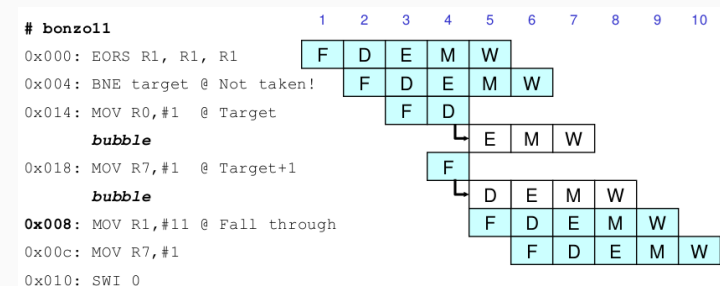 1 2 3 4 5 6 7 8 9 10
# bonzo11
0x000: EORS R1, R1, R1 F D E M W
0x004: BNE target @ Not taken! F D E M W
0x014: MOV R0,#1 @ Target F D
bubble E M W
0x018: MOV R7,#1 @ Target+1 F
bubble D E M W
0x008: MOV R1,#11 @ Fall through F D E M W
0x00c: MOV R7,#1 F D E M W
0x010: SWI 0